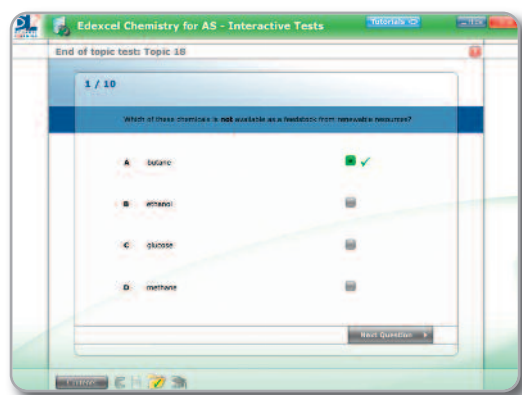 DL
Edexcel Chemistry for AS - Interactive Tests
Tutorials
End of topic test: Topic 18
1 / 10
Which of these chemicals is not available as a feedstock from renewable resources?
A butane
B ethanol
C glucose
D methane
Next Question